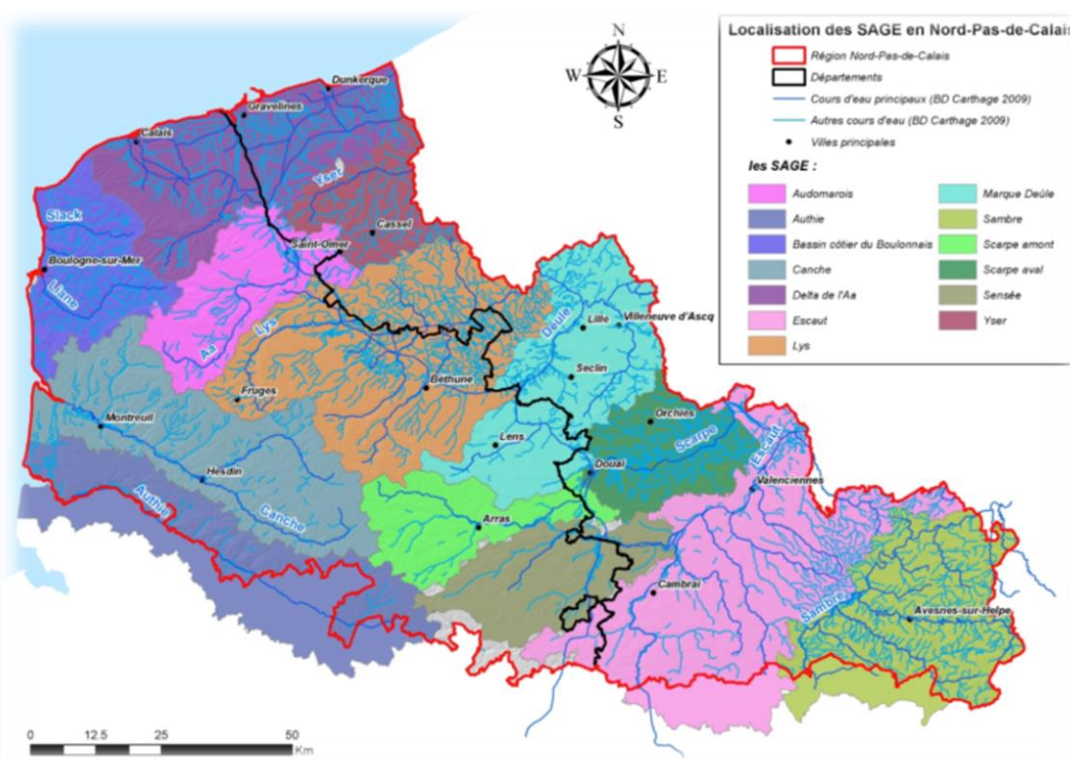 Localisation des SAGE en Nord-Pas-de-Calais
Région Nord-Pas-de-Calais
Départements
Cours d'eau principaux (BD Carthage 2009)
Autres cours d'eau (BD Carthage 2009)
Villes principales
les SAGE :
Audomarois
Authie
Bassin côtier du Boulonnais
Canche
Delta de l'Aa
Escaut
Lys
Marque Deûle
Sambre
Scarpe amont
Scarpe aval
Sensée
Yser
N
W
E
S
Dunkerque
Gravelines
Calais
Yser
Slack
Cassel
Saint-Omer
Boulogne-sur-Mer
Liane
Lys
Aa
Deûle
Lille
Villeneuve d'Ascq
Seclin
Béthune
Fruges
Montreuil
Orchies
Lens
Scarpe
Escaut
Douai
Hesdin
Valenciennes
Authie
Canche
Arras
Cambrai
Sambre
Avesnes-sur-Helpe
0 12.5 25 50
Km